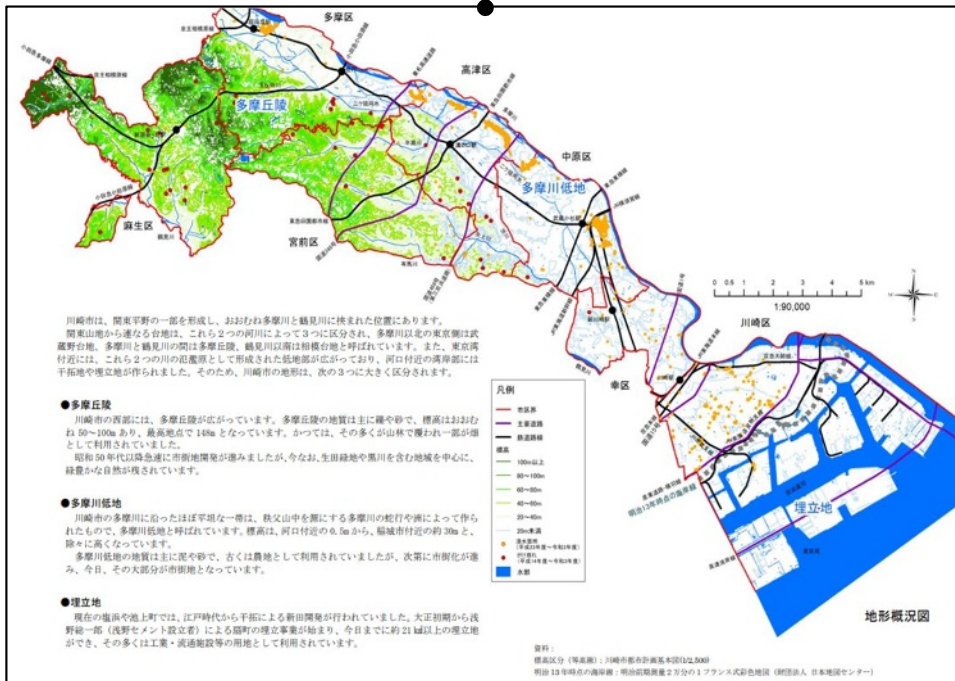 多摩区
高津区
中原区
多摩丘陵
多摩川低地
麻生区
宮前区
幸区
川崎区
埋立地
0 0.5 1 2 3 4 5 km
1:90,000
明治13年時点の海岸線
地形概況図
川崎市は、関東平野の一部を形成し、おおむね多摩川と鶴見川に挟まれた位置にあります。
関東山地から連なる台地は、これら２つの河川によって３つに区分され、多摩川以北の東京側は武
蔵野台地、多摩川と鶴見川の間は多摩丘陵、鶴見川以南は相模台地と呼ばれています。また、東京湾
付近には、これら２つの川の氾濫原として形成された低地部が広がっており、河口付近の湾岸部には
干拓地や埋立地が作られました。そのため、川崎市の地形は、次の３つに大きく区分されます。
●多摩丘陵
川崎市の西部には、多摩丘陵が広がっています。多摩丘陵の地質は主に礫や砂で、標高はおおむ
ね 50～100m あり、最高地点で 148m となっています。かつては、その多くが山林で覆われ一部が畑
として利用されていました。
昭和 50 年代以降急速に市街地開発が進みましたが、今なお、生田緑地や黒川を含む地域を中心に、
緑豊かな自然が残されています。
●多摩川低地
川崎市の多摩川に沿ったほぼ平坦な一帯は、秩父山中を源にする多摩川の蛇行や洲によって作ら
れたもので、多摩川低地と呼ばれています。標高は、河口付近の 0.5m から、稲城市付近の約 30m と、
除々に高くなっています。
多摩川低地の地質は主に泥や砂で、古くは農地として利用されていましたが、次第に市街化が進
み、今日、その大部分が市街地となっています。
●埋立地
現在の塩浜や池上町では、江戸時代から干拓による新田開発が行われていました。大正初期から浅
野総一郎（浅野セメント設立者）による扇町の埋立事業が始まり、今日までに約 21 ㎢以上の埋立地
ができ、その多くは工業・流通施設等の用地として利用されています。
凡例
市区界
主要道路
鉄道路線
標高
100m以上
80～100m
60～80m
40～60m
20～40m
20m未満
浸水箇所
がけ崩れ
水部
資料：
標高区分（等高線）：川崎市都市計画基本図(1/2,500)
明治 13 年時点の海岸線：明治前期測量２万分の１フランス式彩色地図（財団法人 日本地図センター）